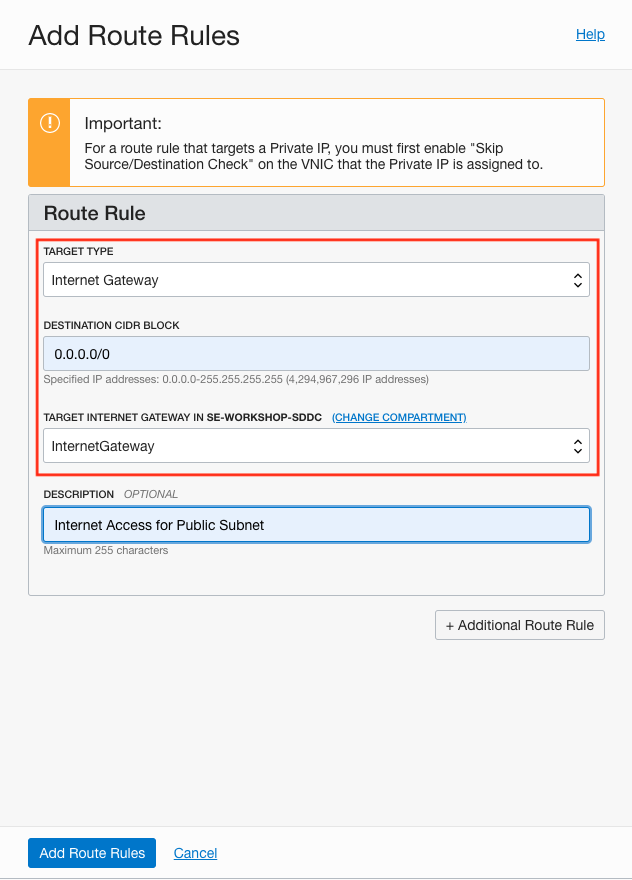 Add Route Rules
Help
Important:
For a route rule that targets a Private IP, you must first enable "Skip
Source/Destination Check" on the VNIC that the Private IP is assigned to.
Route Rule
TARGET TYPE
Internet Gateway
DESTINATION CIDR BLOCK
0.0.0.0/0
Specified IP addresses: 0.0.0.0-255.255.255.255 (4,294,967,296 IP addresses)
TARGET INTERNET GATEWAY IN SE-WORKSHOP-SDDC (CHANGE COMPARTMENT)
InternetGateway
DESCRIPTION OPTIONAL
Internet Access for Public Subnet
Maximum 255 characters
+ Additional Route Rule
Add Route Rules
Cancel